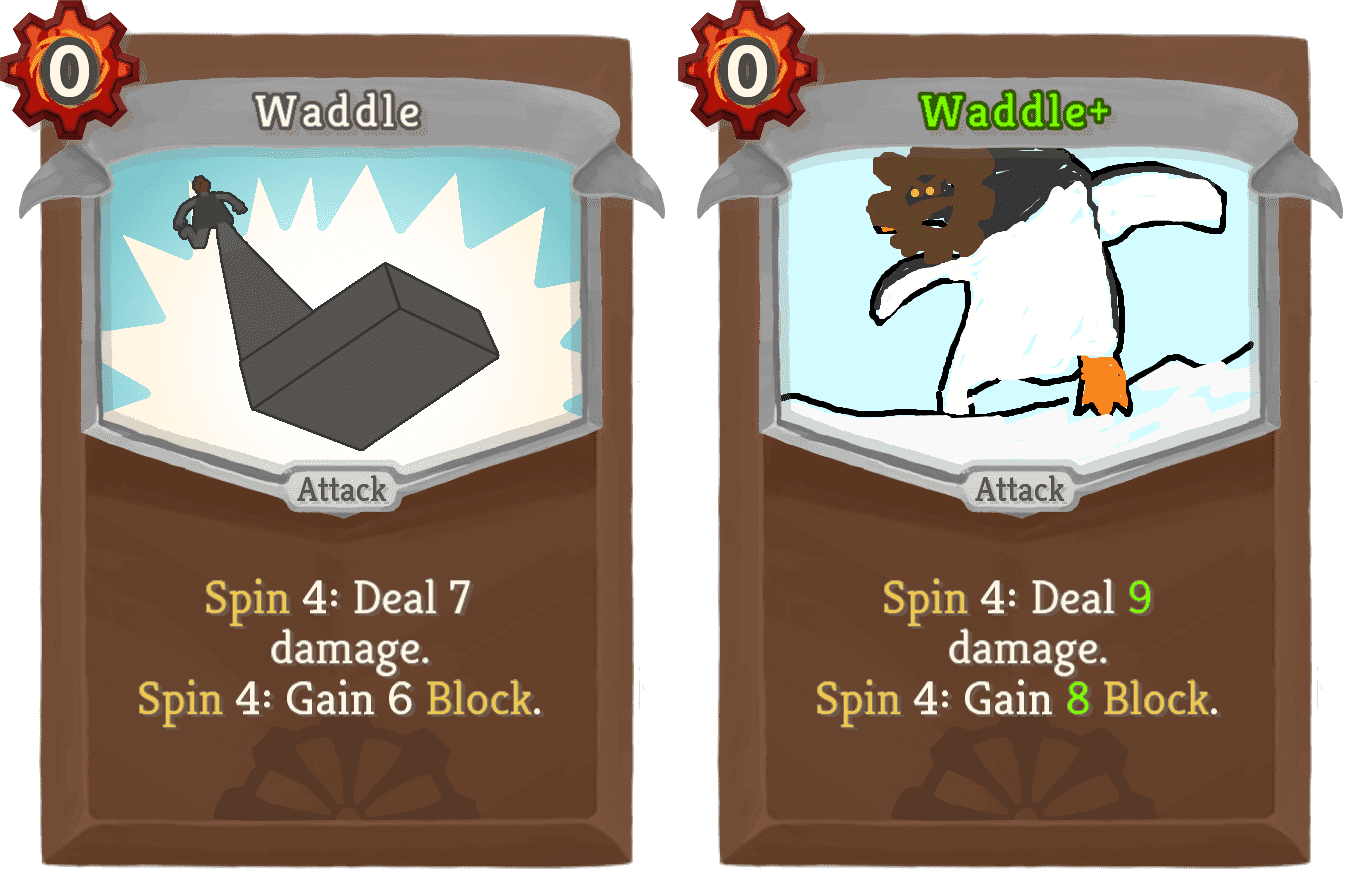 0
Waddle
Attack
Spin 4: Deal 7
damage.
Spin 4: Gain 6 Block.
0
Waddle+
Attack
Spin 4: Deal 9
damage.
Spin 4: Gain 8 Block.